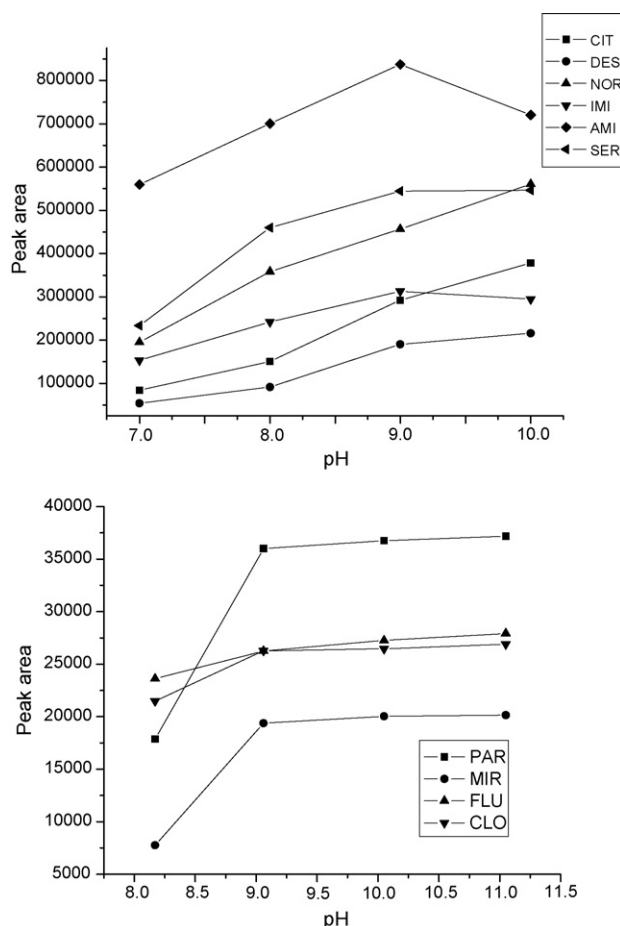 CIT
DES
NOR
IMI
AMI
SER
800000
700000
600000
500000
400000
300000
200000
100000
Peak area
7.0
8.0
9.0
10.0
pH
40000
35000
30000
25000
20000
15000
10000
5000
Peak area
PAR
MIR
FLU
CLO
8.0
8.5
9.0
9.5
10.0
10.5
11.0
11.5
pH